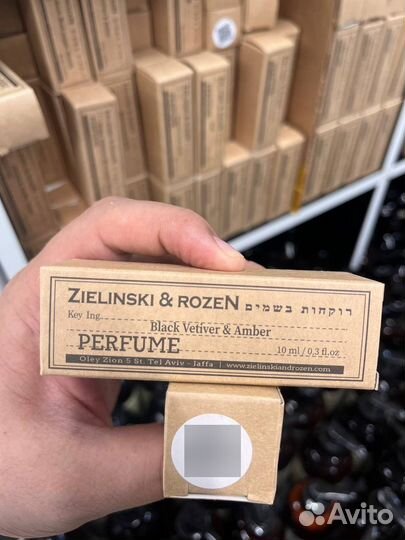 ZIELINSKI & ROZEN רוקחות בשמים
Key Ing.
Black Vetiver & Amber
PERFUME
10 ml / 0,3 fl.oz
Oley Zion 5 St. Tel Aviv - Jaffa | www.zielinskiandrozen.com
Avito